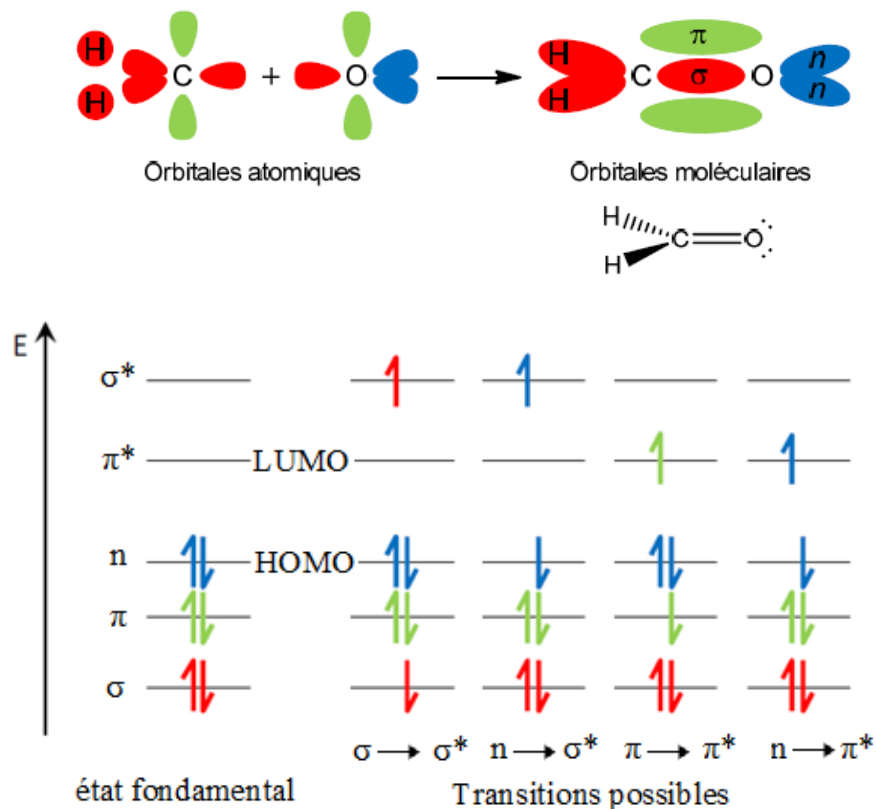 H H C + O → H H C π σ O n n
Orbitales atomiques Orbitales moléculaires
H H C O
E
σ*
π* LUMO
n HOMO
π
σ
σ → σ* n → σ* π → π* n → π*
état fondamental Transitions possibles